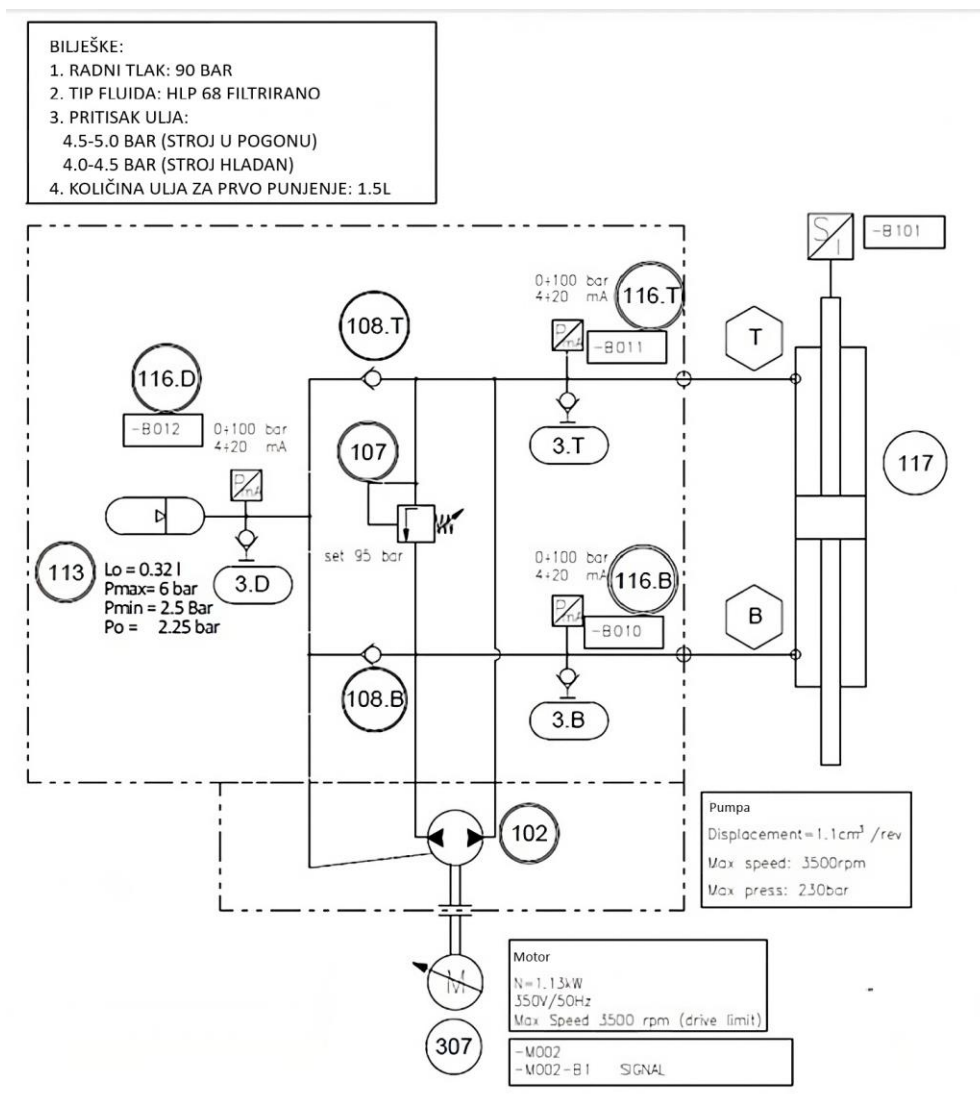 BILJEŠKE:
1. RADNI TLAK: 90 BAR
2. TIP FLUIDA: HLP 68 FILTRIRANO
3. PRITISAK ULJA:
4.5-5.0 BAR (STROJ U POGONU)
4.0-4.5 BAR (STROJ HLADAN)
4. KOLIČINA ULJA ZA PRVO PUNJENJE: 1.5L
S
I
-B101
0÷100 bar
4÷20 mA
116.T
108.T
P
mA
-B011
T
116.D
-B012
0÷100 bar
4÷20 mA
107
3.T
117
P
mA
set 95 bar
0÷100 bar
4÷20 mA
116.B
113
Lo = 0.32 l
Pmax= 6 bar
Pmin = 2.5 Bar
Po = 2.25 bar
3.D
P
mA
-B010
B
108.B
3.B
102
Pumpa
Displacement=1.1cm³/rev
Max speed: 3500rpm
Max press: 230bar
M
Motor
N=1.13kW
350V/50Hz
Max Speed 3500 rpm (drive limit)
307
-M002
-M002-B1 SIGNAL